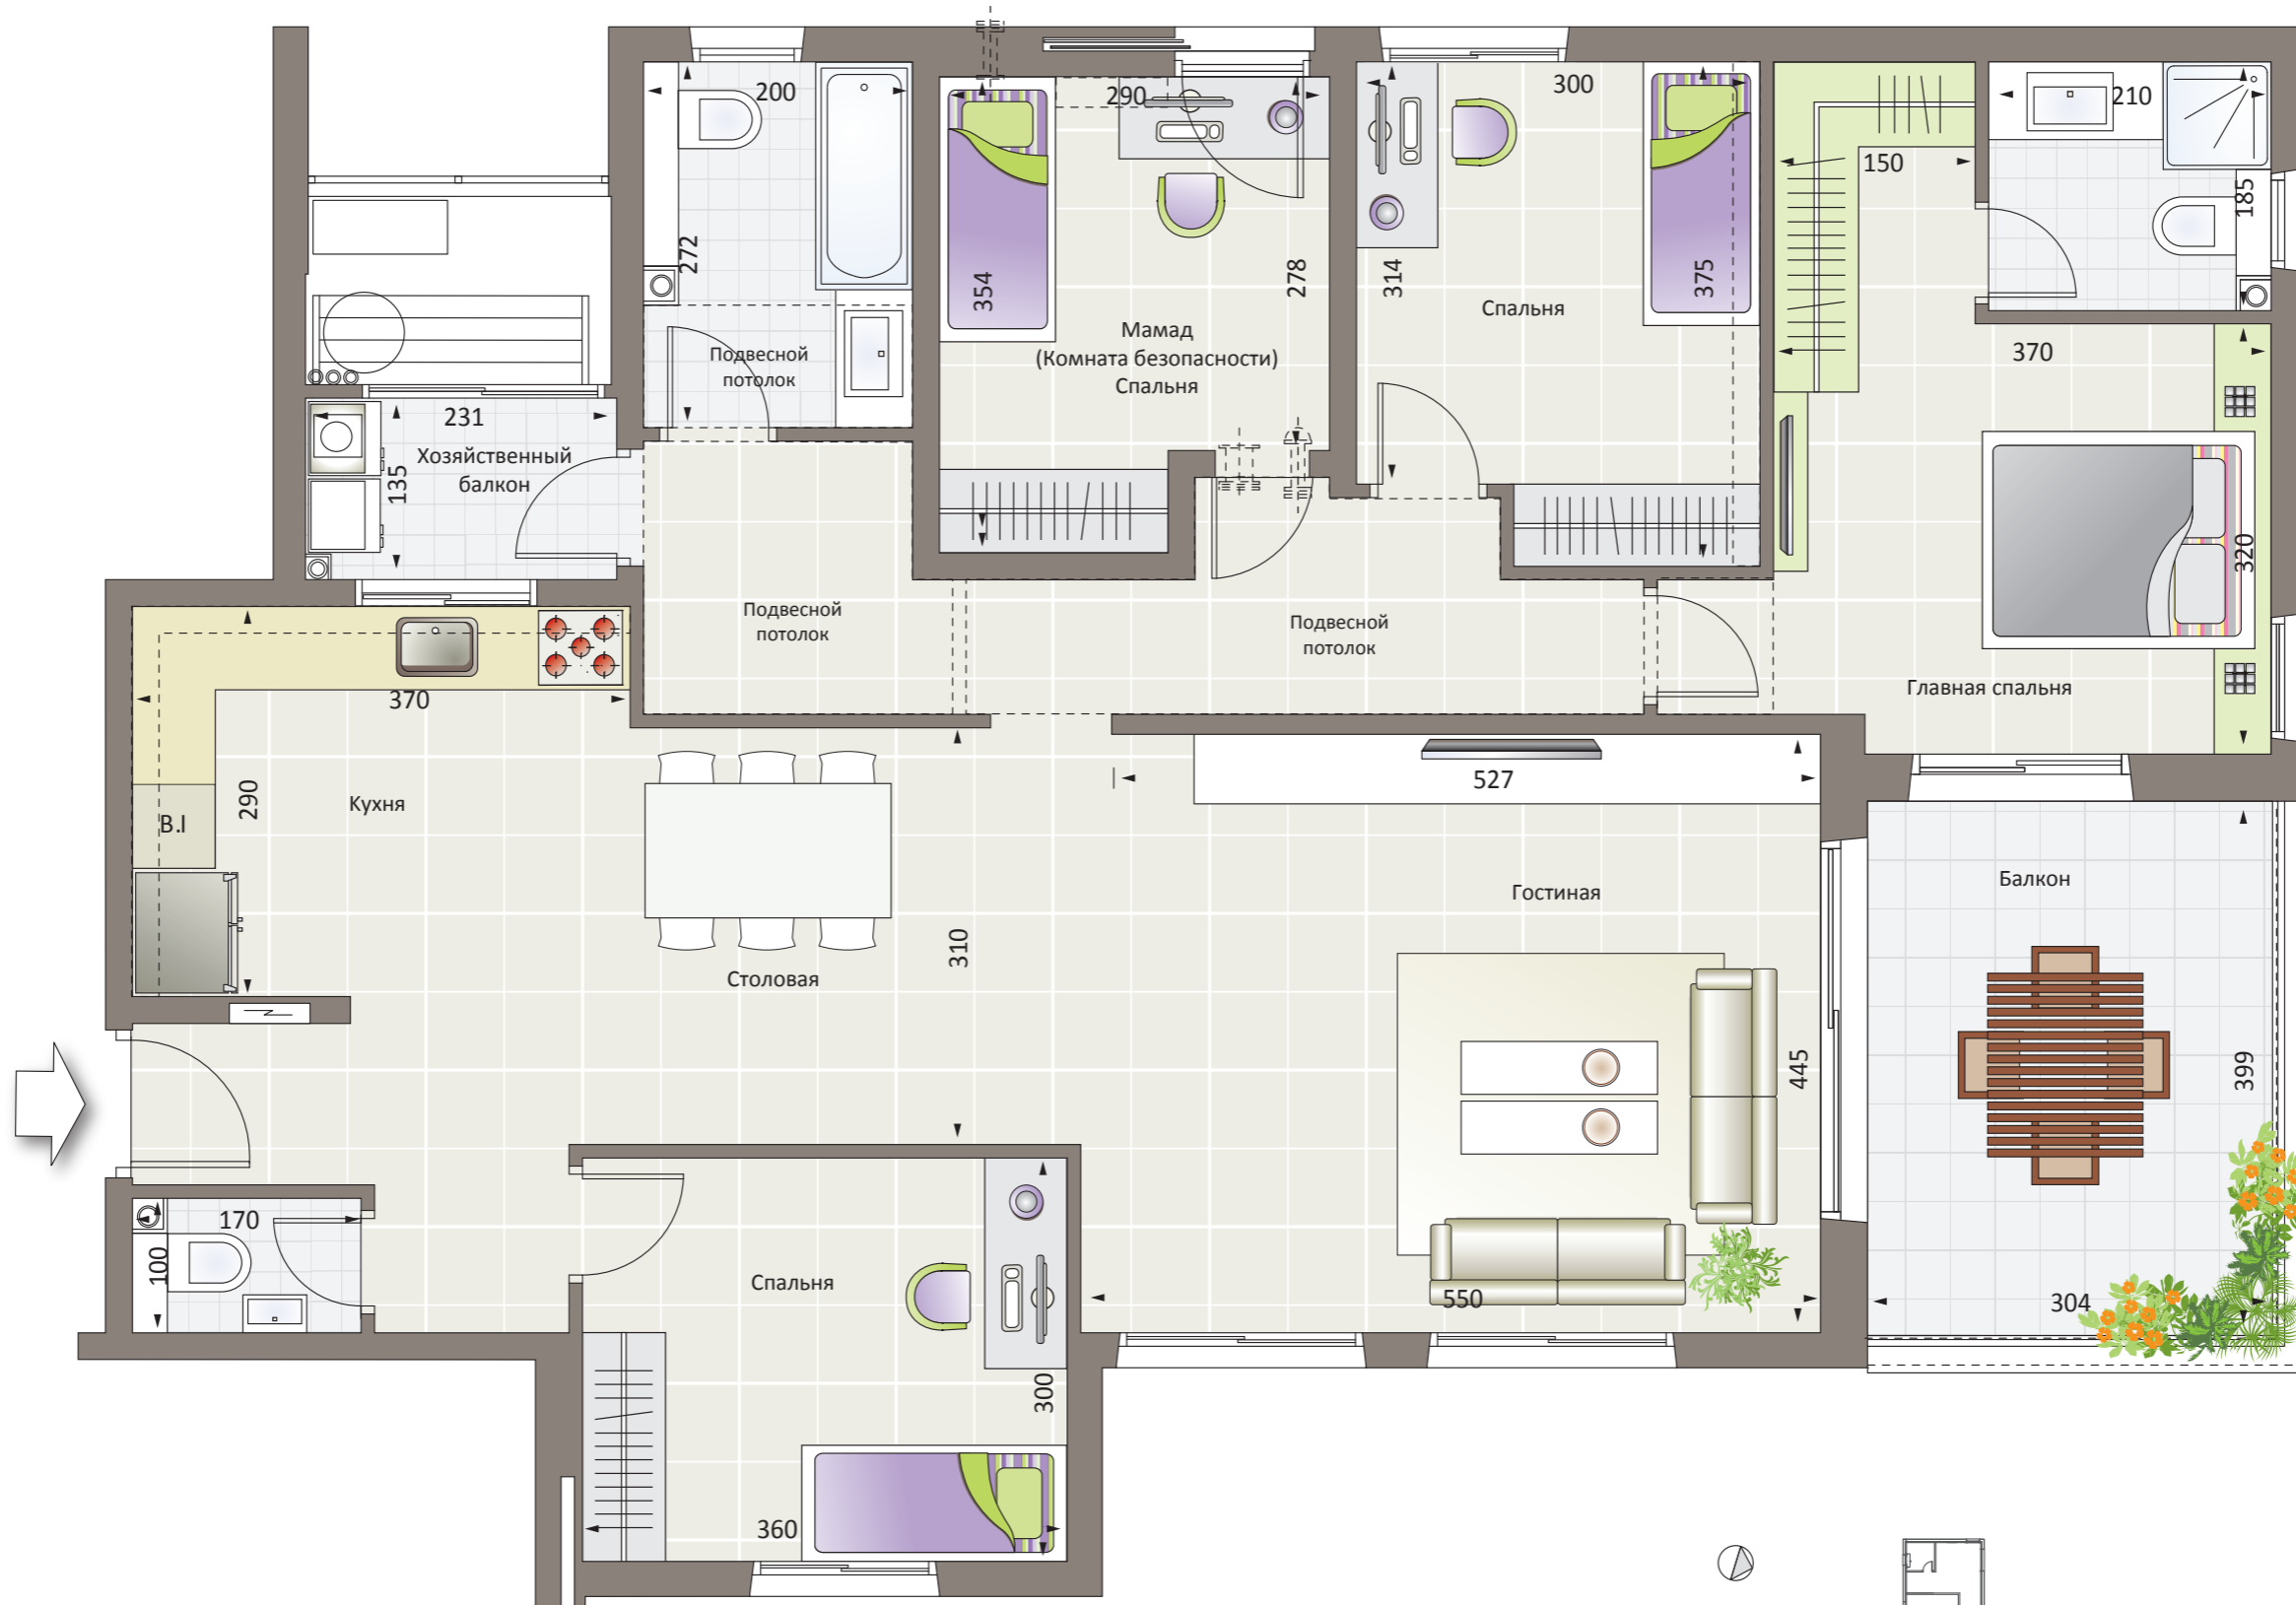 200
290
300
210
150
185
272
354
278
314
375
Спальня
Мамад
(Комната безопасности)
Спальня
Подвесной
потолок
370
231
Хозяйственный
балкон
135
320
Подвесной
потолок
Подвесной
потолок
Главная спальня
370
290
Кухня
B.I
527
Гостиная
Балкон
310
Столовая
445
399
170
100
Спальня
550
304
300
360